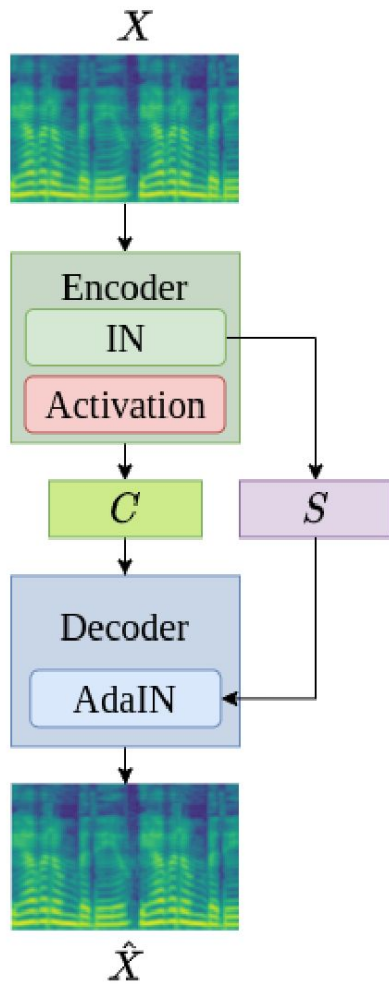 X
Encoder
IN
Activation
C
S
Decoder
AdaIN
X̂